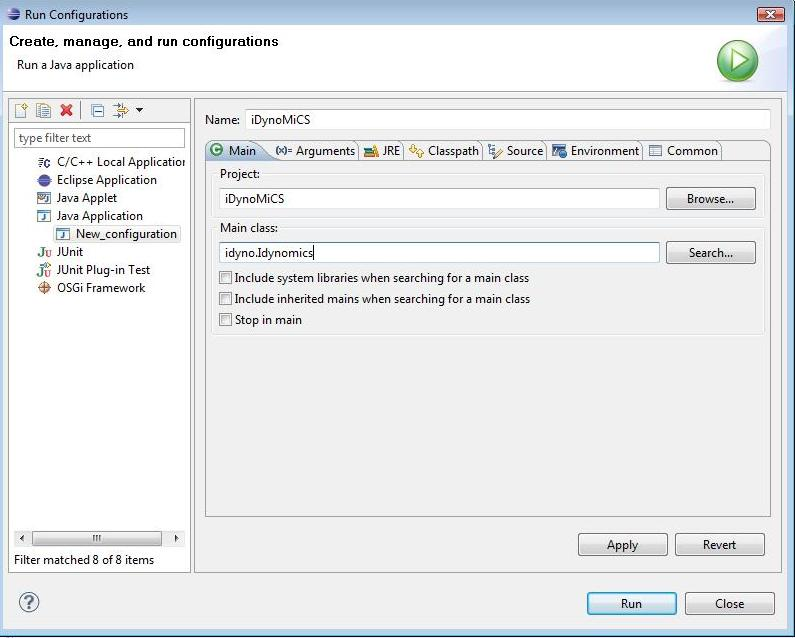 Run Configurations
Create, manage, and run configurations
Run a Java application
type filter text
C/C++ Local Application
Eclipse Application
Java Applet
Java Application
New_configuration
JUnit
JUnit Plug-in Test
OSGi Framework
Filter matched 8 of 8 items
Name: iDynoMiCS
Main (x)= Arguments JRE Classpath Source Environment Common
Project:
iDynoMiCS Browse...
Main class:
idyno.Idynomics Search...
Include system libraries when searching for a main class
Include inherited mains when searching for a main class
Stop in main
Apply Revert
Run Close